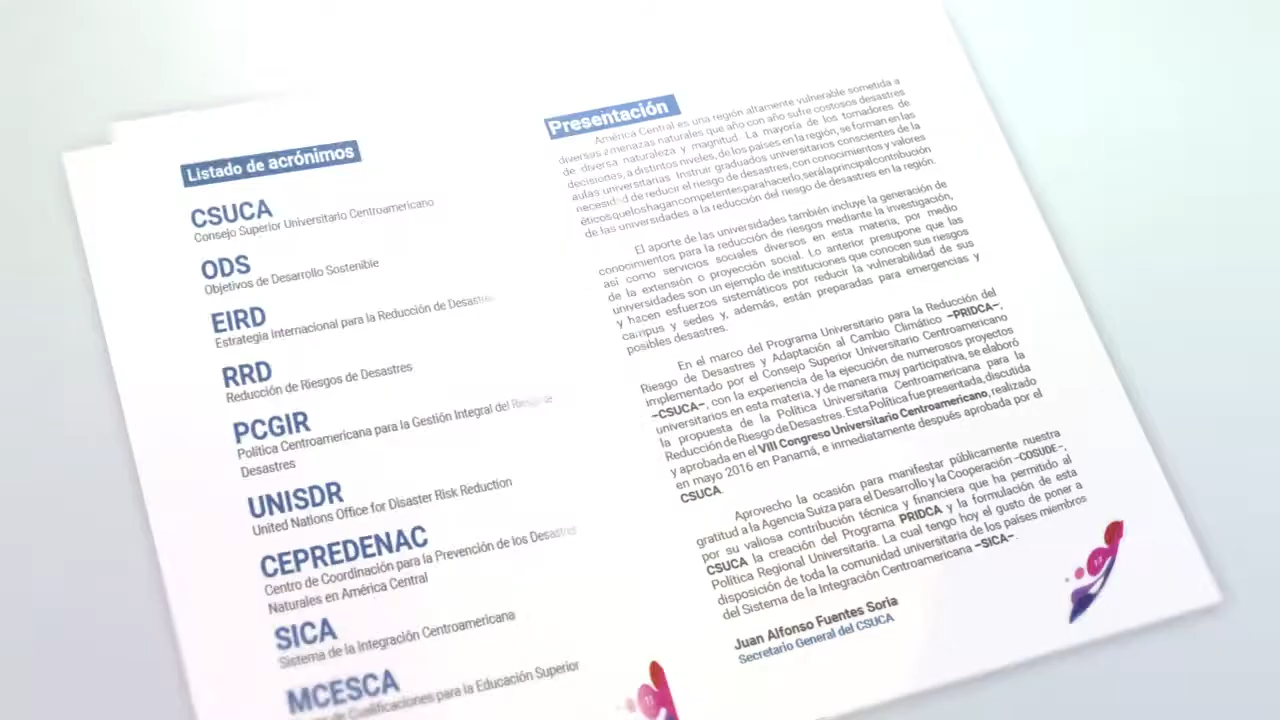 Listado de acrónimos
CSUCA
Consejo Superior Universitario Centroamericano
ODS
Objetivos de Desarrollo Sostenible
EIRD
Estrategia Internacional para la Reducción de Desastres
RRD
Reducción de Riesgos de Desastres
PCGIR
Política Centroamericana para la Gestión Integral del Riesgo de
Desastres
UNISDR
United Nations Office for Disaster Risk Reduction
CEPREDENAC
Centro de Coordinación para la Prevención de los Desastres
Naturales en América Central
SICA
Sistema de la Integración Centroamericana
MCESCA
de Cualificaciones para la Educación Superior
11
Presentación
América Central es una región altamente vulnerable sometida a
diversas amenazas naturales que año con año sufre costosos desastres
de diversa naturaleza y magnitud. La mayoría de los tomadores de
decisiones, a distintos niveles, de los países en la región, se forman en las
aulas universitarias. Instruir graduados universitarios conscientes de la
necesidad de reducir el riesgo de desastres, con conocimientos y valores
éticos que los hagan competentes para hacerlo, será la principal contribución
de las universidades a la reducción del riesgo de desastres en la región.
El aporte de las universidades también incluye la generación de
conocimientos para la reducción de riesgos mediante la investigación,
así como servicios sociales diversos en esta materia, por medio
de la extensión o proyección social. Lo anterior presupone que las
universidades son un ejemplo de instituciones que conocen sus riesgos
y hacen esfuerzos sistemáticos por reducir la vulnerabilidad de sus
campus y sedes y, además, están preparadas para emergencias y
posibles desastres.
En el marco del Programa Universitario para la Reducción del
Riesgo de Desastres y Adaptación al Cambio Climático –PRIDCA–,
implementado por el Consejo Superior Universitario Centroamericano
–CSUCA–, con la experiencia de la ejecución de numerosos proyectos
universitarios en esta materia, y de manera muy participativa, se elaboró
la propuesta de la Política Universitaria Centroamericana para la
Reducción de Riesgo de Desastres. Esta Política fue presentada, discutida
y aprobada en el VIII Congreso Universitario Centroamericano, realizado
en mayo 2016 en Panamá, e inmediatamente después aprobada por el
CSUCA.
Aprovecho la ocasión para manifestar públicamente nuestra
gratitud a la Agencia Suiza para el Desarrollo y la Cooperación –COSUDE–,
por su valiosa contribución técnica y financiera que ha permitido al
CSUCA la creación del Programa PRIDCA y la formulación de esta
Política Regional Universitaria. La cual tengo hoy el gusto de poner a
disposición de toda la comunidad universitaria de los países miembros
del Sistema de la Integración Centroamericana –SICA–.
Juan Alfonso Fuentes Soria
Secretario General del CSUCA